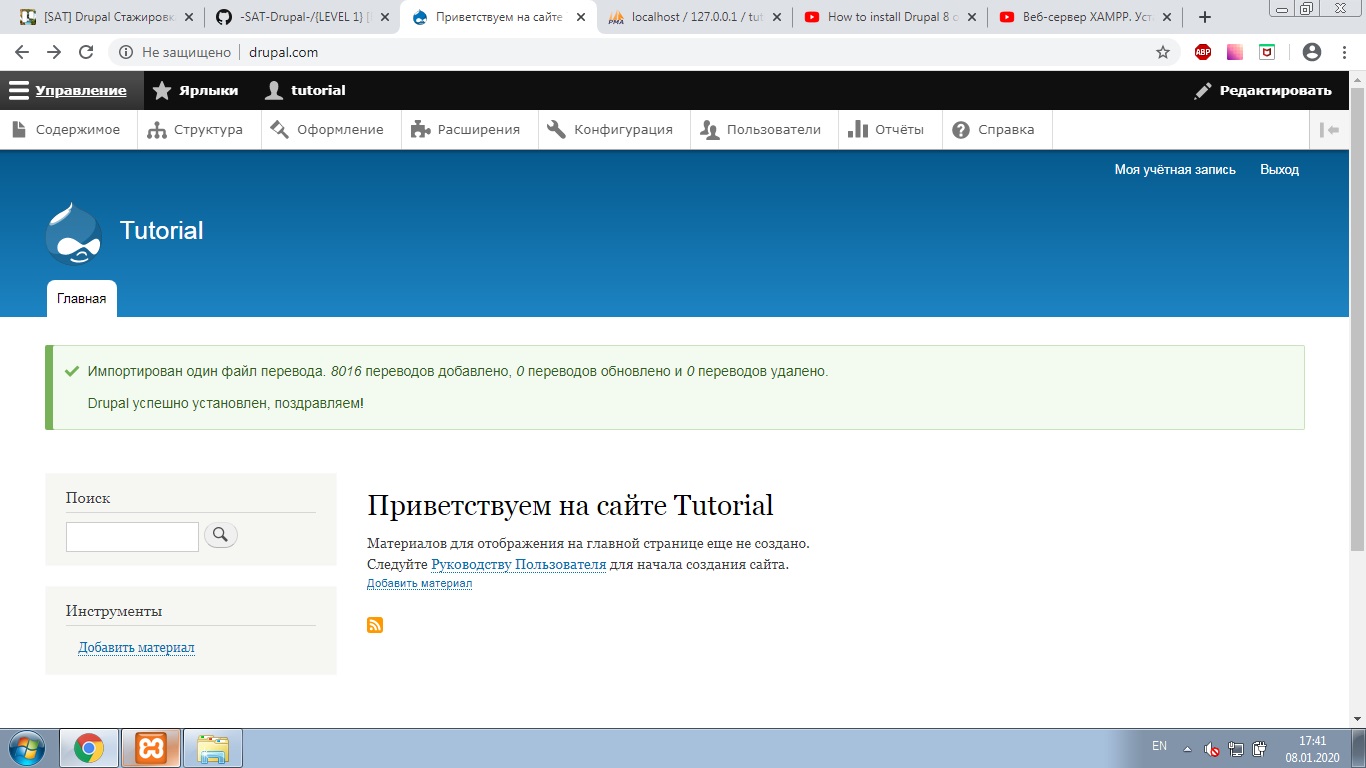 [SAT] Drupal Стажировк
-SAT-Drupal-/{LEVEL 1} [
Приветствуем на сайте
localhost / 127.0.0.1 / tut
How to install Drupal 8 o
Веб-сервер XAMPP. Уст
Не защищено
drupal.com
ABP
Управление
Ярлыки
tutorial
Редактировать
Содержимое
Структура
Оформление
Расширения
Конфигурация
Пользователи
Отчёты
Справка
Моя учётная запись
Выход
Tutorial
Главная
Импортирован один файл перевода. 8016 переводов добавлено, 0 переводов обновлено и 0 переводов удалено.
Drupal успешно установлен, поздравляем!
Поиск
Приветствуем на сайте Tutorial
Материалов для отображения на главной странице еще не создано.
Следуйте Руководству Пользователя для начала создания сайта.
Добавить материал
Инструменты
Добавить материал
EN
17:41
08.01.2020